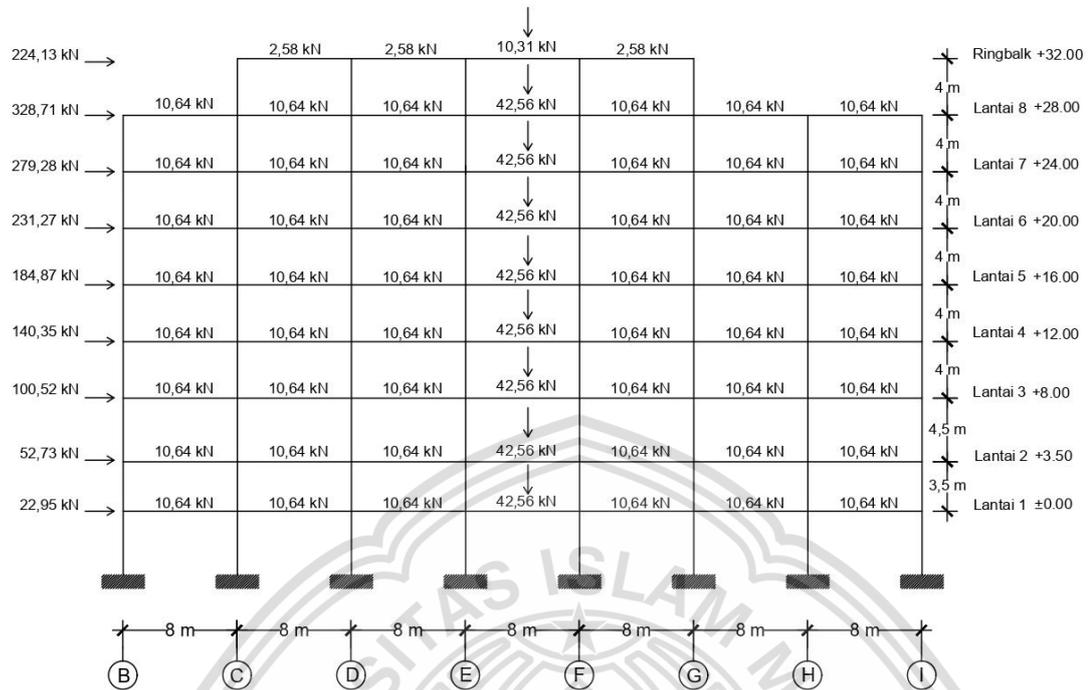 224,13 kN 2,58 kN 2,58 kN 10,31 kN 2,58 kN Ringbalk +32.00
4 m
328,71 kN 10,64 kN 10,64 kN 10,64 kN 42,56 kN 10,64 kN 10,64 kN 10,64 kN Lantai 8 +28.00
4 m
279,28 kN 10,64 kN 10,64 kN 10,64 kN 42,56 kN 10,64 kN 10,64 kN 10,64 kN Lantai 7 +24.00
4 m
231,27 kN 10,64 kN 10,64 kN 10,64 kN 42,56 kN 10,64 kN 10,64 kN 10,64 kN Lantai 6 +20.00
4 m
184,87 kN 10,64 kN 10,64 kN 10,64 kN 42,56 kN 10,64 kN 10,64 kN 10,64 kN Lantai 5 +16.00
4 m
140,35 kN 10,64 kN 10,64 kN 10,64 kN 42,56 kN 10,64 kN 10,64 kN 10,64 kN Lantai 4 +12.00
4 m
100,52 kN 10,64 kN 10,64 kN 10,64 kN 42,56 kN 10,64 kN 10,64 kN 10,64 kN Lantai 3 +8.00
4,5 m
52,73 kN 10,64 kN 10,64 kN 10,64 kN 42,56 kN 10,64 kN 10,64 kN 10,64 kN Lantai 2 +3.50
3,5 m
22,95 kN 10,64 kN 10,64 kN 10,64 kN 42,56 kN 10,64 kN 10,64 kN 10,64 kN Lantai 1 ±0.00
ISLAM
8 m 8 m 8 m 8 m 8 m 8 m 8 m
B C D E F G H I